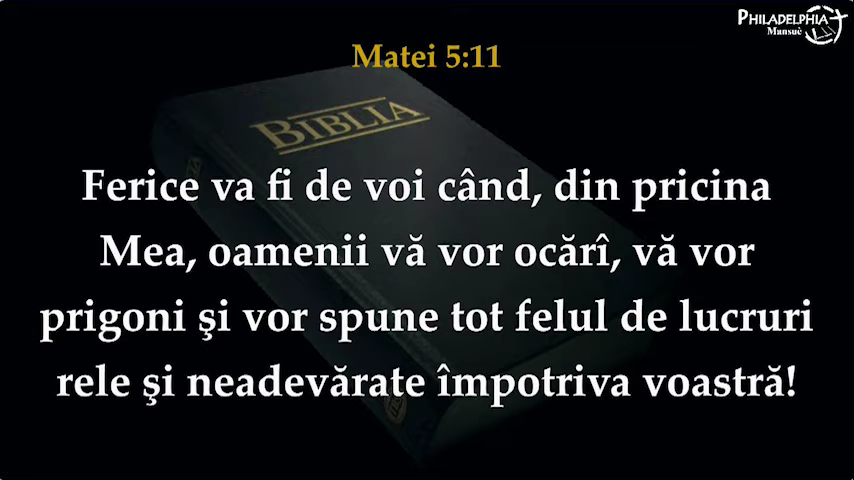 PHILADELPHIA
Mansuè
Matei 5:11
BIBLIA
Ferice va fi de voi când, din pricina
Mea, oamenii vă vor ocărî, vă vor
prigoni şi vor spune tot felul de lucruri
rele şi neadevărate împotriva voastră!